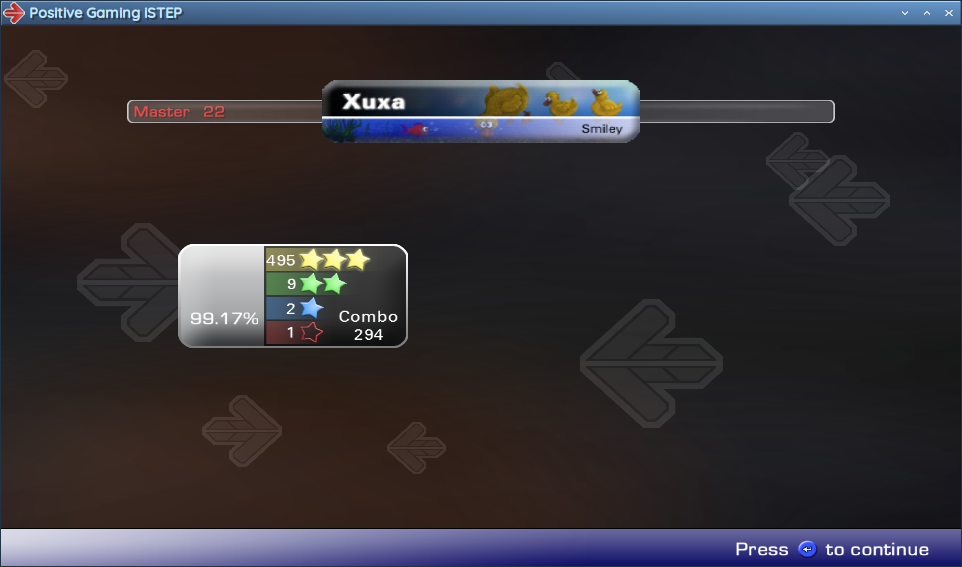 Positive Gaming iSTEP
Master 22
Xuxa
Smiley
495
9
2
1
99.17%
Combo
294
Press to continue